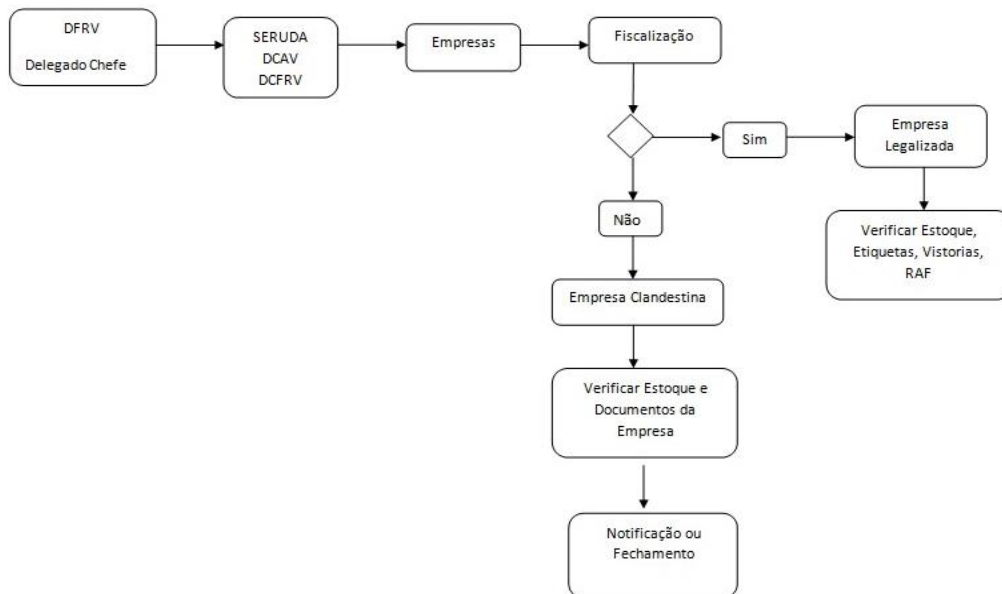 DFRV
Delegado Chefe
SERUDA
DCAV
DCFRV
Empresas
Fiscalização
Sim
Empresa
Legalizada
Verificar Estoque,
Etiquetas, Vistorias,
RAF
Não
Empresa Clandestina
Verificar Estoque e
Documentos da
Empresa
Notificação ou
Fechamento